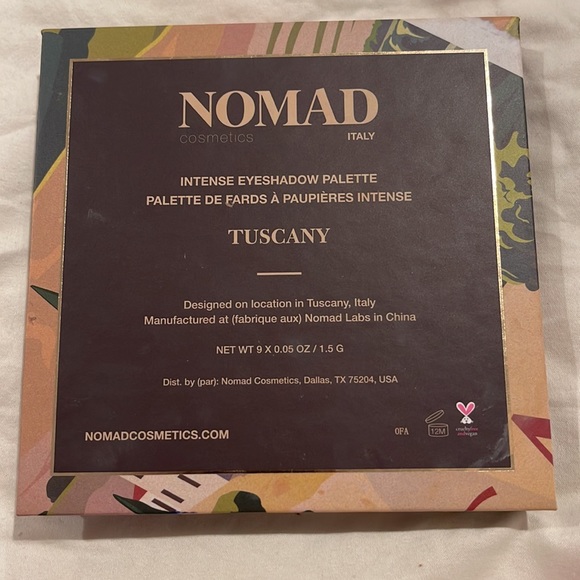 NOMAD
cosmetics ITALY
INTENSE EYESHADOW PALETTE
PALETTE DE FARDS À PAUPIÈRES INTENSE
TUSCANY
Designed on location in Tuscany, Italy
Manufactured at (fabrique aux) Nomad Labs in China
NET WT 9 X 0.05 OZ / 1.5 G
Dist. by (par): Nomad Cosmetics, Dallas, TX 75204, USA
NOMADCOSMETICS.COM
OFA 12M
crueltyfree
andvegan